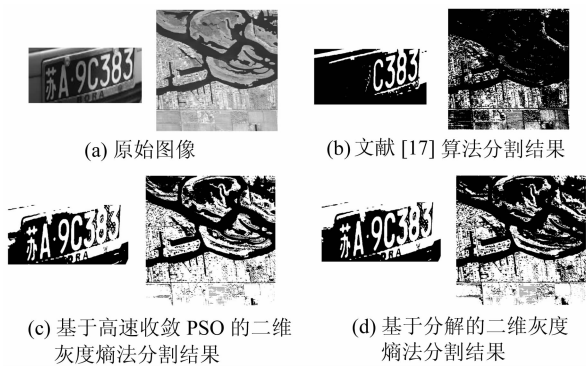 苏A·9C383
(a) 原始图像
C383
(b) 文献 [17] 算法分割结果
苏A·9C383
苏A·9C383
(c) 基于高速收敛 PSO 的二维
灰度熵法分割结果
(d) 基于分解的二维灰度
熵法分割结果